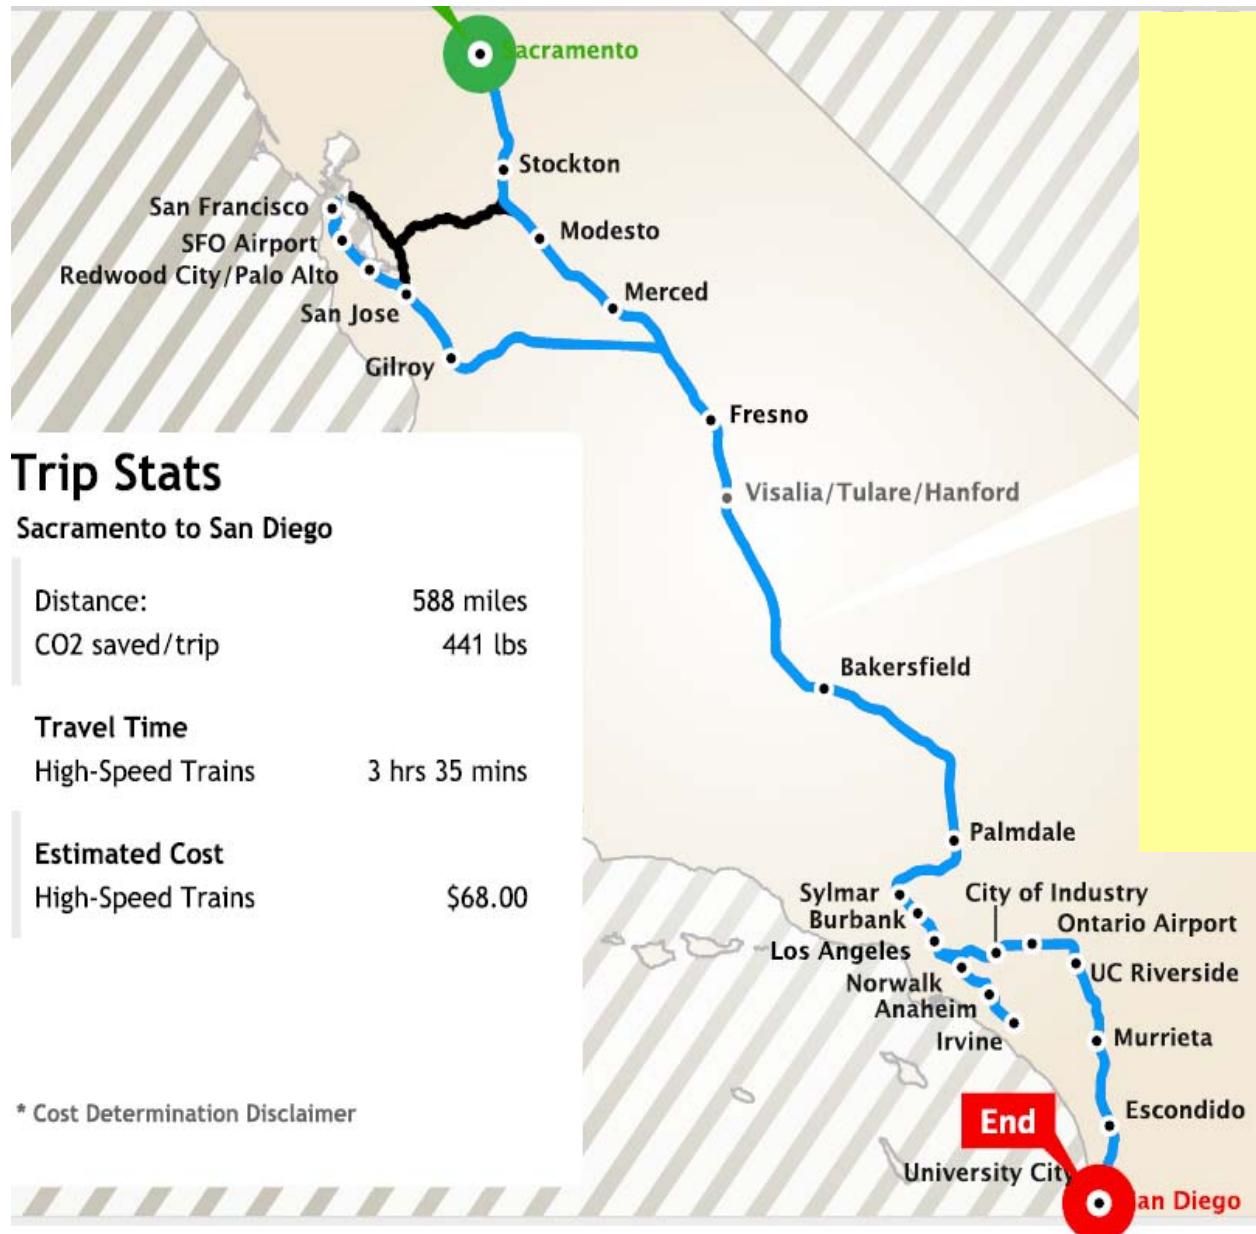 Sacramento
Stockton
San Francisco
SFO Airport
Modesto
Redwood City/Palo Alto
Merced
San Jose
Gilroy
Fresno
Trip Stats
Visalia/Tulare/Hanford
Sacramento to San Diego
Distance: 588 miles
CO2 saved/trip 441 lbs
Bakersfield
Travel Time
High-Speed Trains 3 hrs 35 mins
Palmdale
Estimated Cost
High-Speed Trains $68.00
Sylmar
City of Industry
Burbank
Ontario Airport
Los Angeles
UC Riverside
Norwalk
Anaheim
Irvine
Murrieta
* Cost Determination Disclaimer
Escondido
End
University City
an Diego